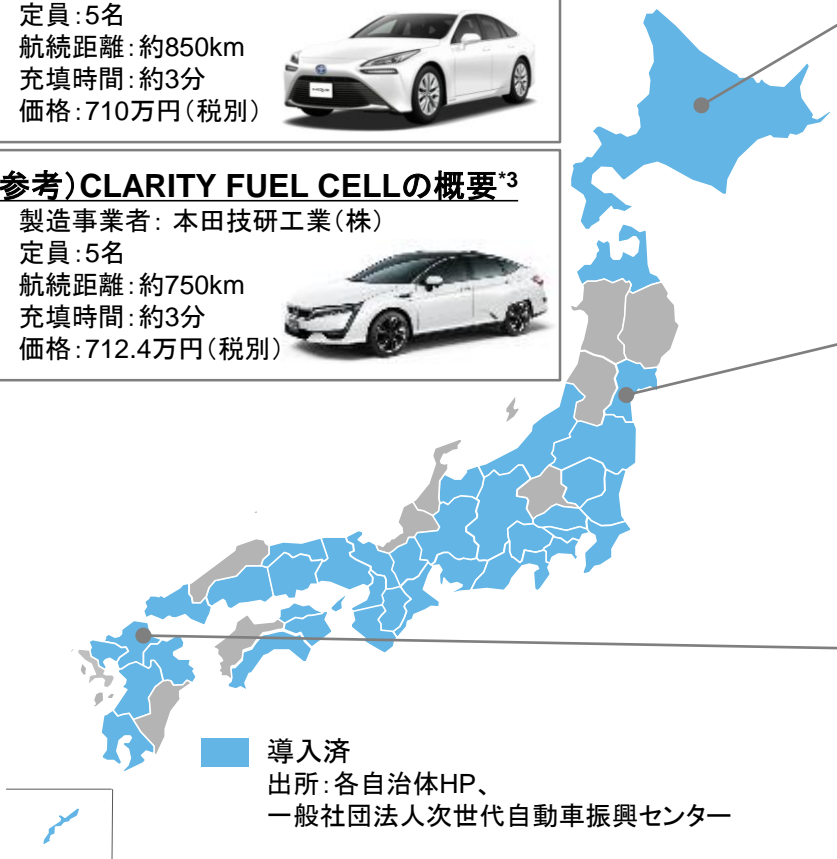 定員：5名
航続距離：約850km
充填時間：約3分
価格：710万円（税別）
参考）CLARITY FUEL CELLの概要*3
製造事業者： 本田技研工業（株）
定員：5名
航続距離：約750km
充填時間：約3分
価格：712.4万円（税別）
導入済
出所：各自治体HP、
一般社団法人次世代自動車振興センター